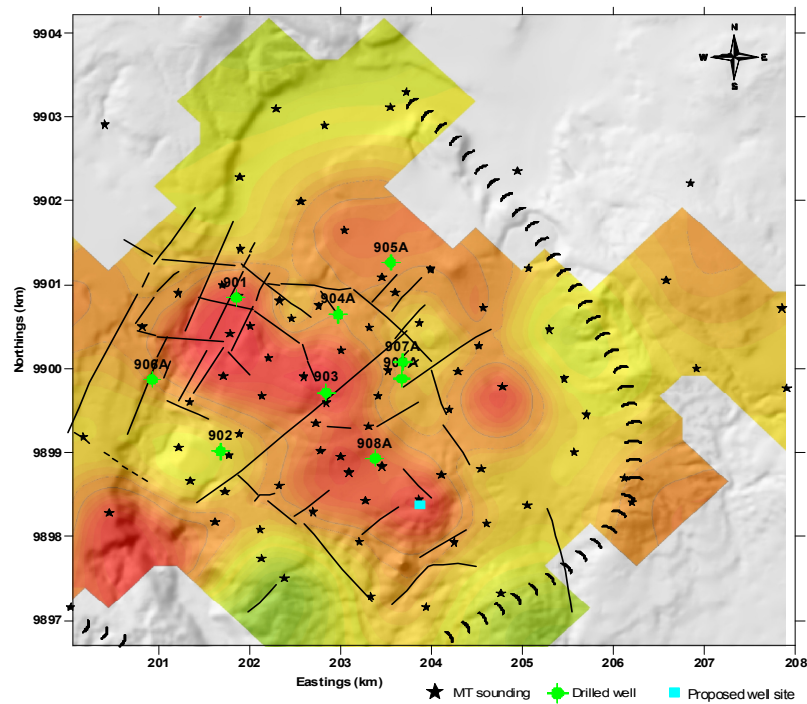 9904
N
W E
S
9903
9902
905A
9901
901
904A
Northings (km)
907A
9900
906A
903
902
9899
908A
9898
9897
201 202 203 204 205 206 207 208
Eastings (km)
MT sounding Drilled well Proposed well site